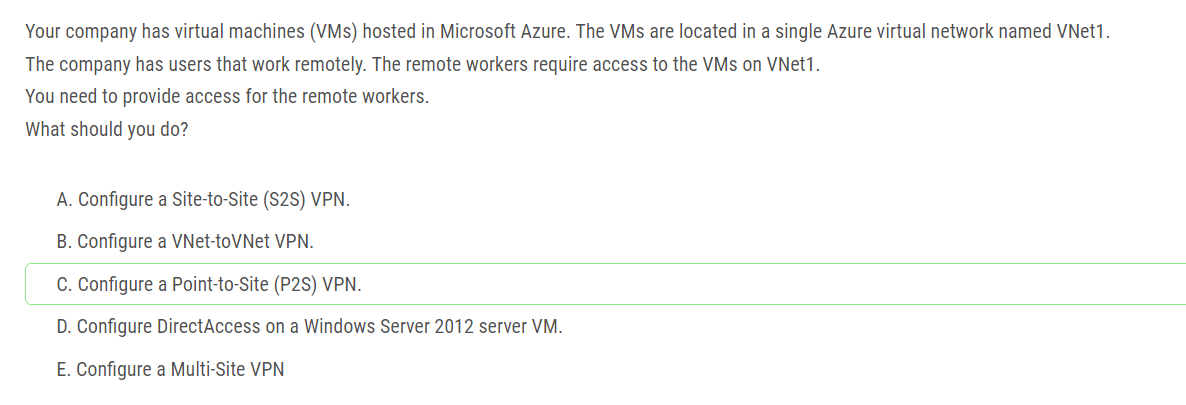 Your company has virtual machines (VMs) hosted in Microsoft Azure. The VMs are located in a single Azure virtual network named VNet1.
The company has users that work remotely. The remote workers require access to the VMs on VNet1.
You need to provide access for the remote workers.
What should you do?
A. Configure a Site-to-Site (S2S) VPN.
B. Configure a VNet-toVNet VPN.
C. Configure a Point-to-Site (P2S) VPN.
D. Configure DirectAccess on a Windows Server 2012 server VM.
E. Configure a Multi-Site VPN